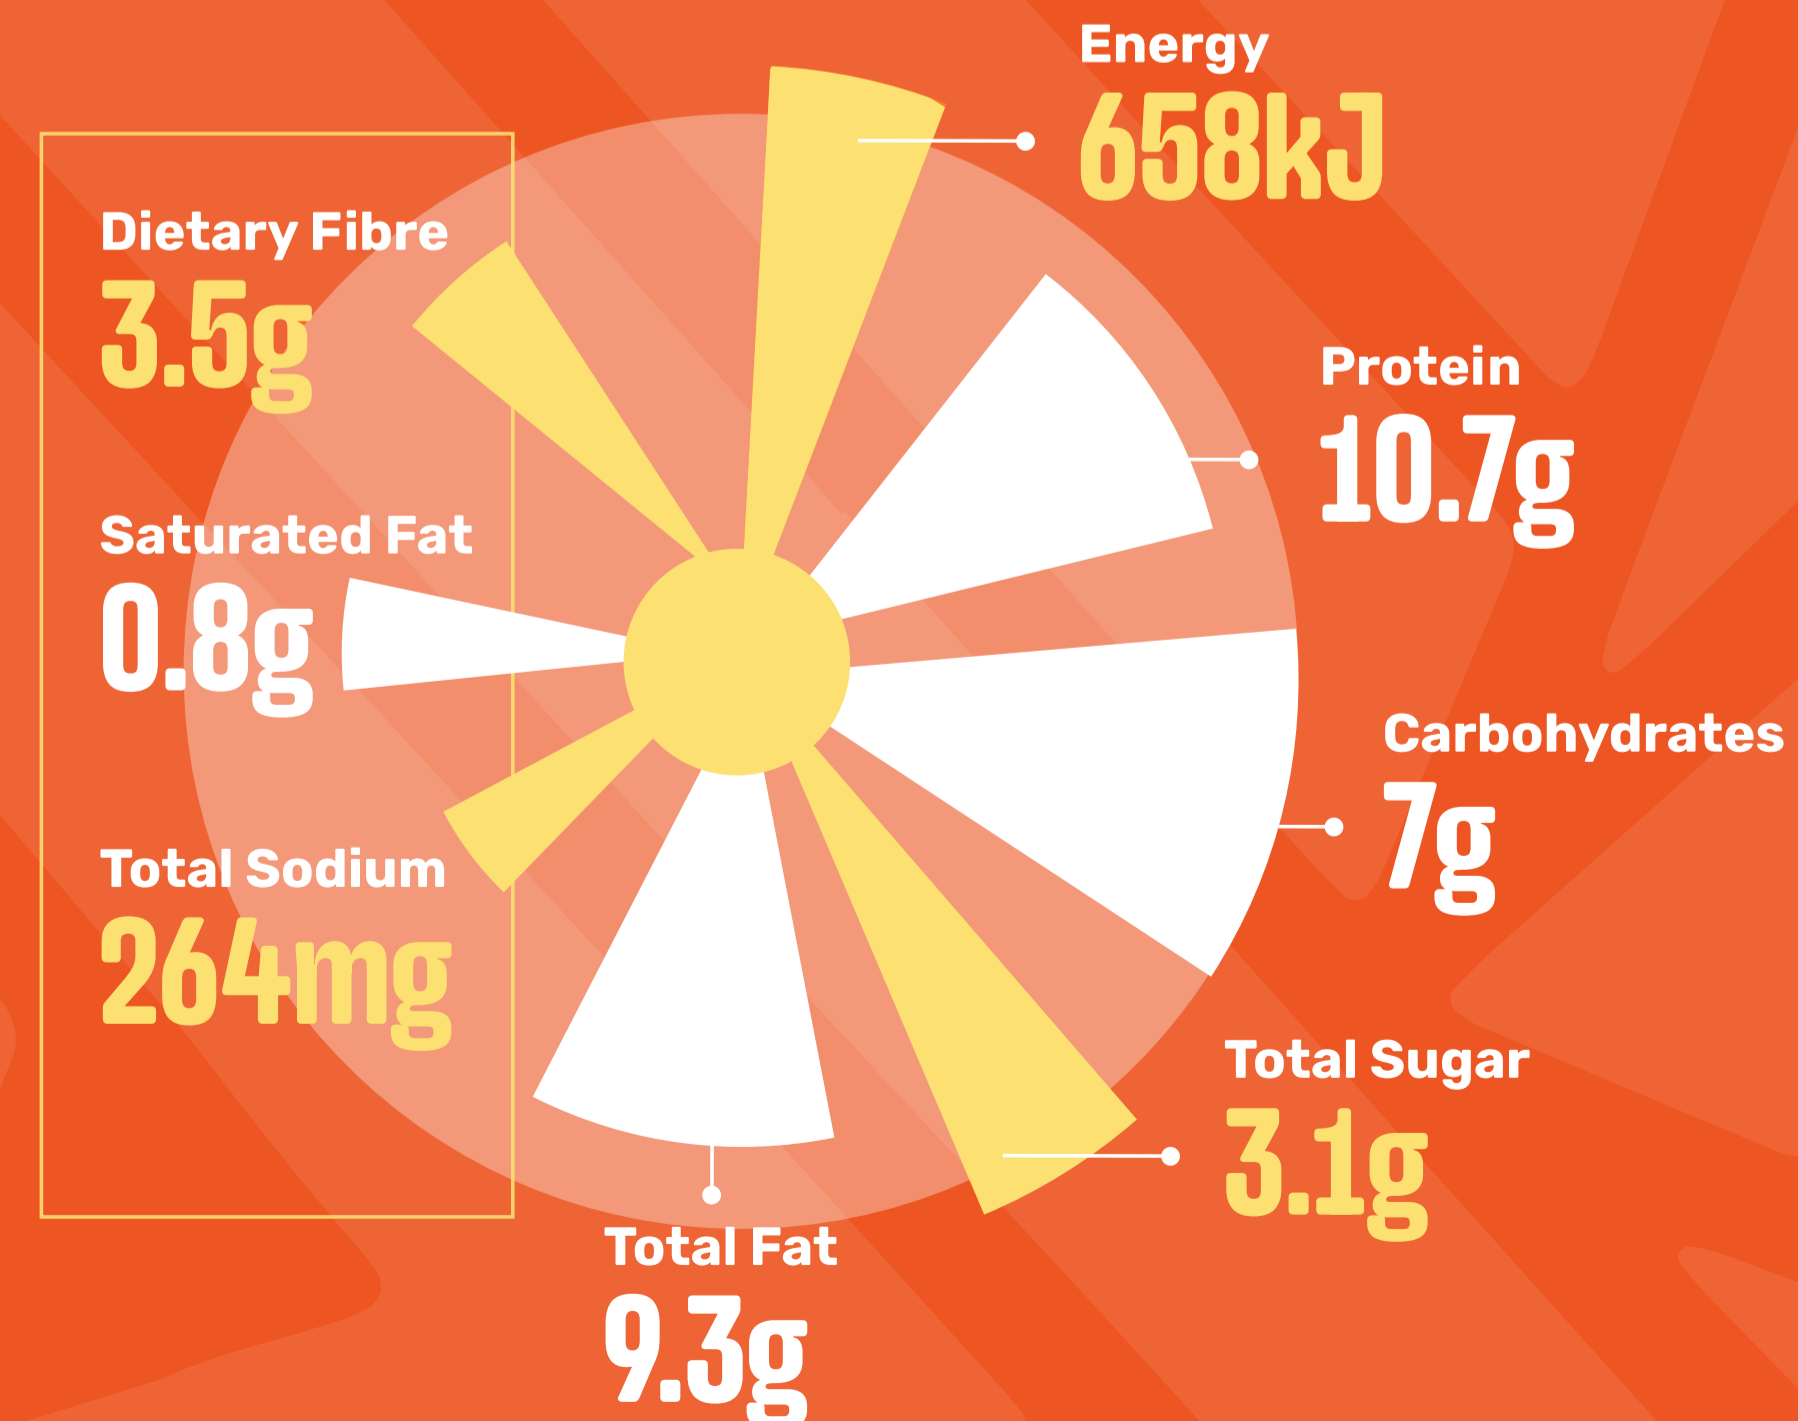 Energy
658kJ
Protein
10.7g
Carbohydrates
7g
Total Sugar
3.1g
Total Fat
9.3g
Dietary Fibre
3.5g
Saturated Fat
0.8g
Total Sodium
264mg